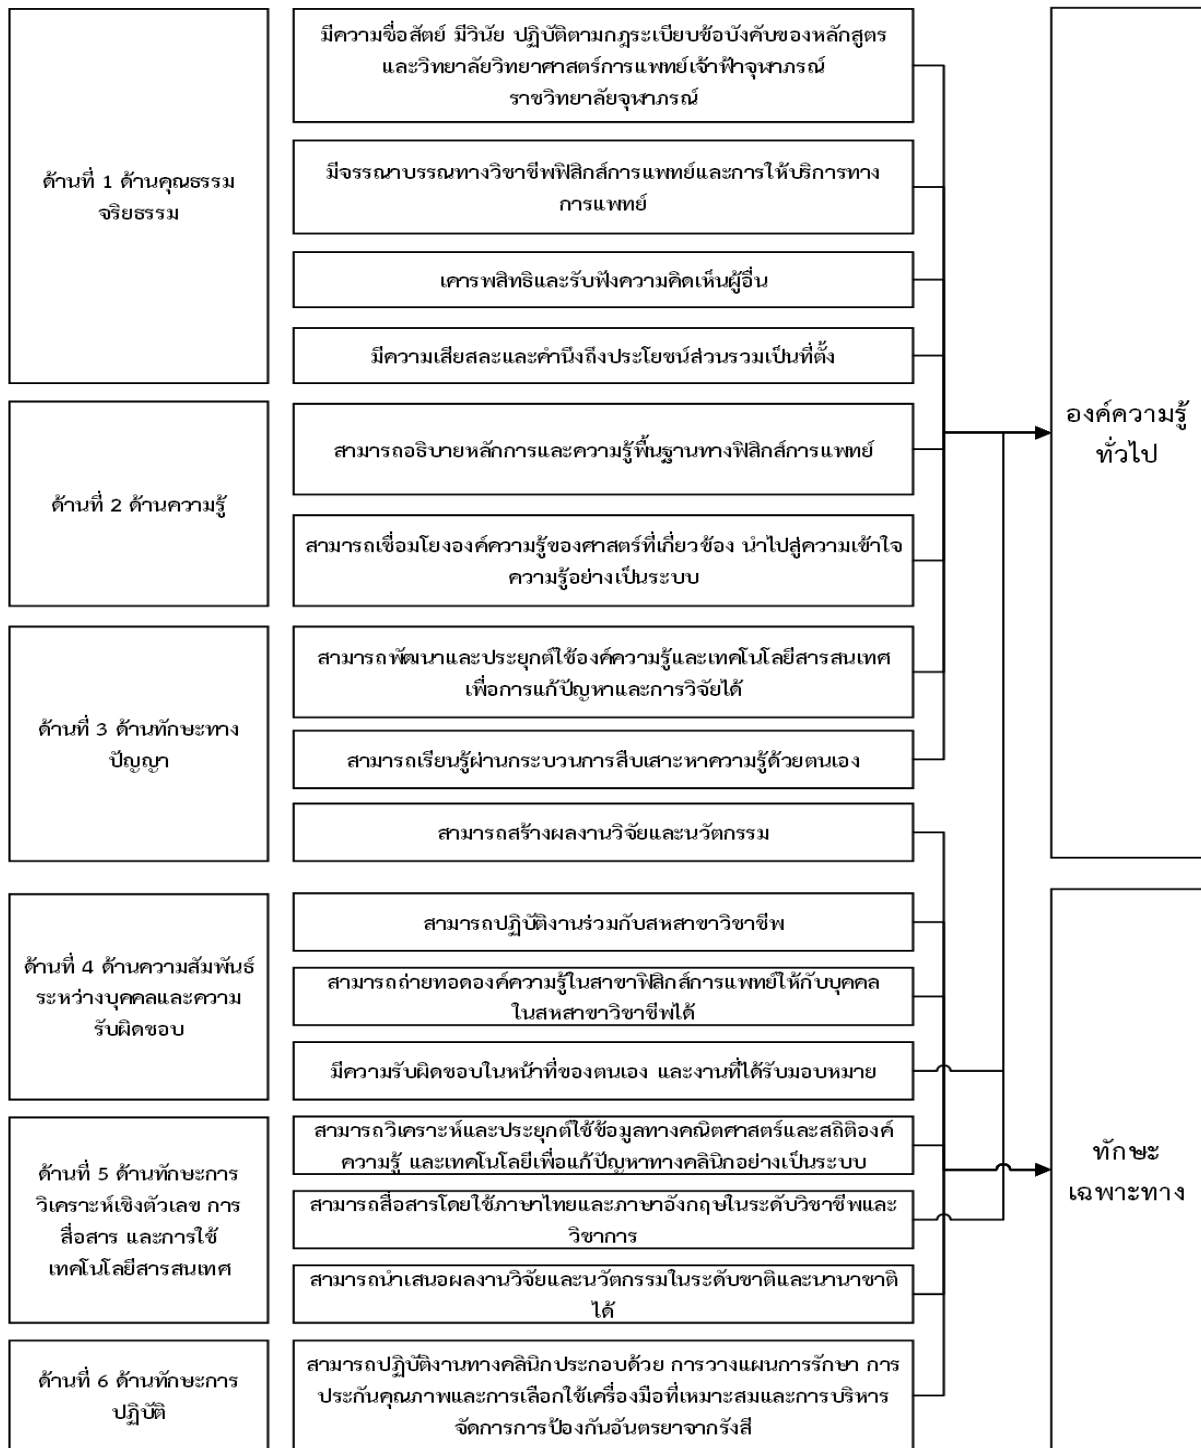 ด้านที่ 1 ด้านคุณธรรม
จริยธรรม
มีความซื่อสัตย์ มีวินัย ปฏิบัติตามกฎระเบียบข้อบังคับของหลักสูตร
และวิทยาลัยวิทยาศาสตร์การแพทย์เจ้าฟ้าจุฬาภรณ์
ราชวิทยาลัยจุฬาภรณ์
มีจรรณาบรรณทางวิชาชีพฟิสิกส์การแพทย์และการให้บริการทาง
การแพทย์
เคารพสิทธิและรับฟังความคิดเห็นผู้อื่น
มีความเสียสละและคำนึงถึงประโยชน์ส่วนรวมเป็นที่ตั้ง
ด้านที่ 2 ด้านความรู้
สามารถอธิบายหลักการและความรู้พื้นฐานทางฟิสิกส์การแพทย์
สามารถเชื่อมโยงองค์ความรู้ของศาสตร์ที่เกี่ยวข้อง นำไปสู่ความเข้าใจ
ความรู้อย่างเป็นระบบ
ด้านที่ 3 ด้านทักษะทาง
ปัญญา
สามารถพัฒนาและประยุกต์ใช้องค์ความรู้และเทคโนโลยีสารสนเทศ
เพื่อการแก้ปัญหาและการวิจัยได้
สามารถเรียนรู้ผ่านกระบวนการสืบเสาะหาความรู้ด้วยตนเอง
สามารถสร้างผลงานวิจัยและนวัตกรรม
ด้านที่ 4 ด้านความสัมพันธ์
ระหว่างบุคคลและความ
รับผิดชอบ
สามารถปฏิบัติงานร่วมกับสหสาขาวิชาชีพ
สามารถถ่ายทอดองค์ความรู้ในสาขาฟิสิกส์การแพทย์ให้กับบุคคล
ในสหสาขาวิชาชีพได้
มีความรับผิดชอบในหน้าที่ของตนเอง และงานที่ได้รับมอบหมาย
ด้านที่ 5 ด้านทักษะการ
วิเคราะห์เชิงตัวเลข การ
สื่อสาร และการใช้
เทคโนโลยีสารสนเทศ
สามารถวิเคราะห์และประยุกต์ใช้ข้อมูลทางคณิตศาสตร์และสถิติองค์
ความรู้ และเทคโนโลยีเพื่อแก้ปัญหาทางคลินิกอย่างเป็นระบบ
สามารถสื่อสารโดยใช้ภาษาไทยและภาษาอังกฤษในระดับวิชาชีพและ
วิชาการ
สามารถนำเสนอผลงานวิจัยและนวัตกรรมในระดับชาติและนานาชาติ
ได้
ด้านที่ 6 ด้านทักษะการ
ปฏิบัติ
สามารถปฏิบัติงานทางคลินิกประกอบด้วย การวางแผนการรักษา การ
ประกันคุณภาพและการเลือกใช้เครื่องมือที่เหมาะสมและการบริหาร
จัดการการป้องกันอันตรายาจากรังสี
องค์ความรู้
ทั่วไป
ทักษะ
เฉพาะทาง